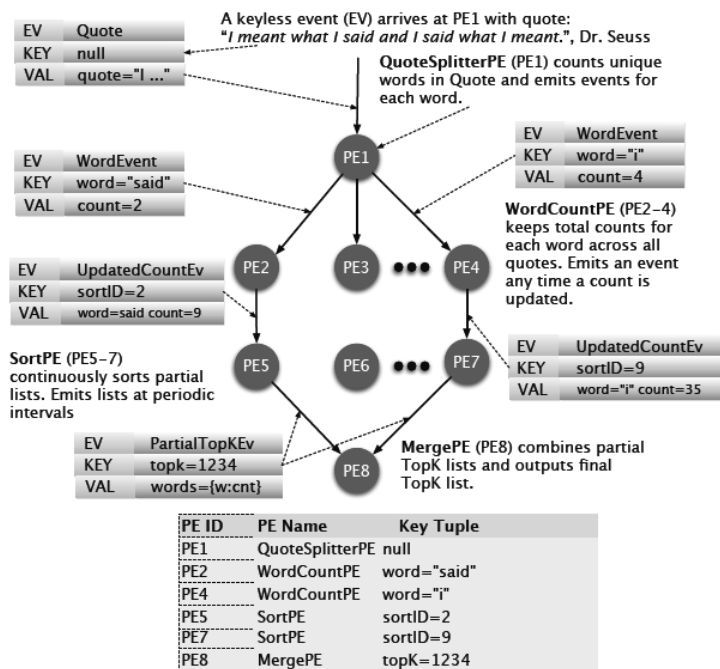 A keyless event (EV) arrives at PE1 with quote:
"I meant what I said and I said what I meant.", Dr. Seuss
EV Quote
KEY null
VAL quote="I ..."
QuoteSplitterPE (PE1) counts unique
words in Quote and emits events for
each word.
PE1
EV WordEvent
KEY word="i"
VAL count=4
EV WordEvent
KEY word="said"
VAL count=2
WordCountPE (PE2-4)
keeps total counts for
each word across all
quotes. Emits an event
any time a count is
updated.
PE2
PE3
PE4
EV UpdatedCountEv
KEY sortID=2
VAL word=said count=9
EV UpdatedCountEv
KEY sortID=9
VAL word="i" count=35
SortPE (PE5-7)
continuously sorts partial
lists. Emits lists at periodic
intervals
PE5
PE6
PE7
EV PartialTopKEv
KEY topk=1234
VAL words={w:cnt}
PE8
MergePE (PE8) combines partial
TopK lists and outputs final
TopK list.
PE ID PE Name Key Tuple
PE1 QuoteSplitterPE null
PE2 WordCountPE word="said"
PE4 WordCountPE word="i"
PE5 SortPE sortID=2
PE7 SortPE sortID=9
PE8 MergePE topK=1234